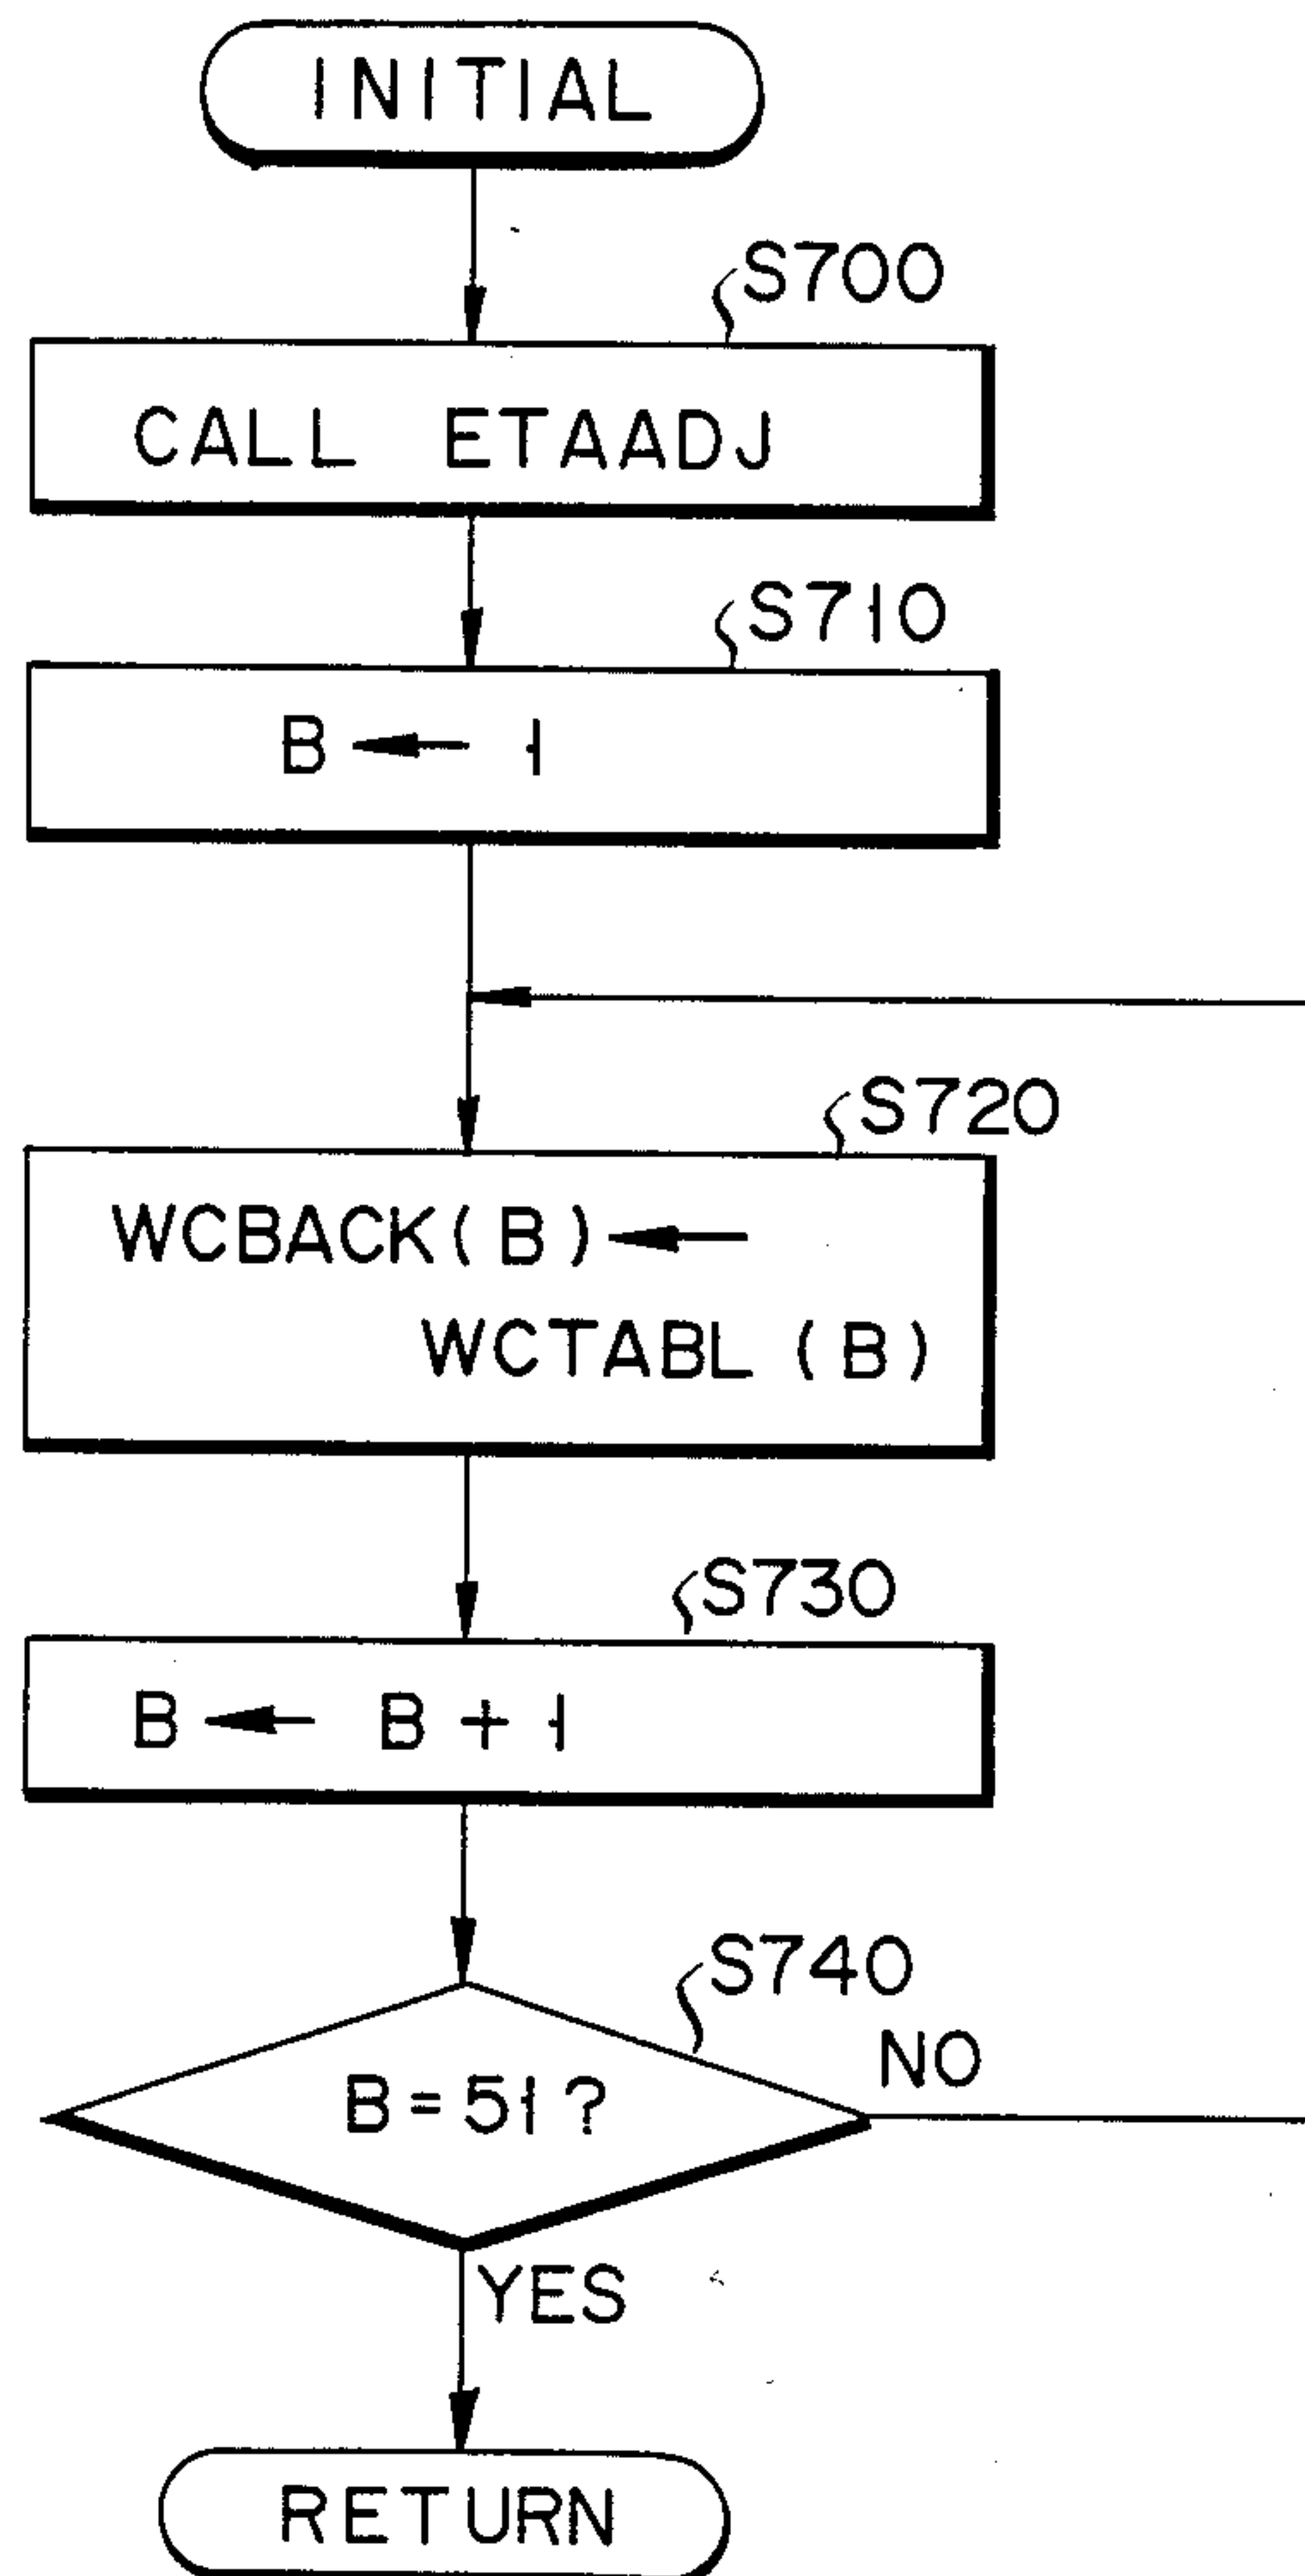 INITIAL
S700
CALL ETAADJ
S710
B ← 1
S720
WCBACK(B) ←
WCTABL (B)
S730
B ← B + 1
S740
B = 51 ?
NO
YES
RETURN